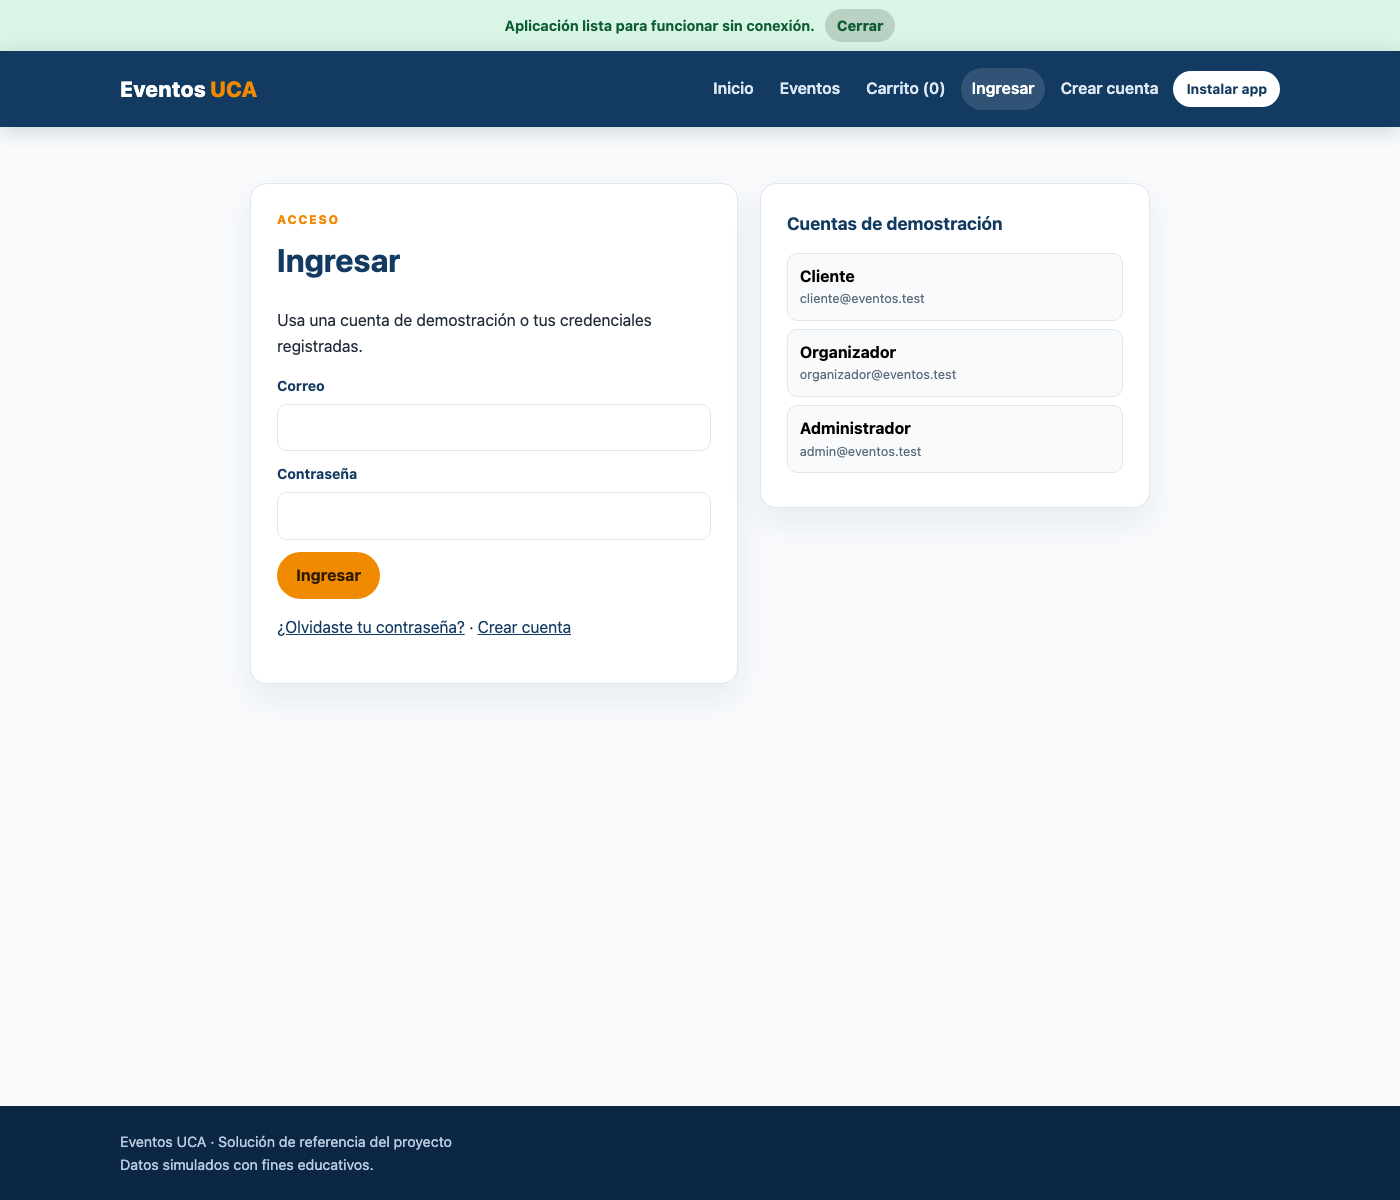 Aplicación lista para funcionar sin conexión. Cerrar
Eventos UCA
Inicio Eventos Carrito (0) Ingresar Crear cuenta Instalar app
ACCESO
Ingresar
Usa una cuenta de demostración o tus credenciales
registradas.
Correo
Contraseña
Ingresar
¿Olvidaste tu contraseña? · Crear cuenta
Cuentas de demostración
Cliente
cliente@eventos.test
Organizador
organizador@eventos.test
Administrador
admin@eventos.test
Eventos UCA · Solución de referencia del proyecto
Datos simulados con fines educativos.